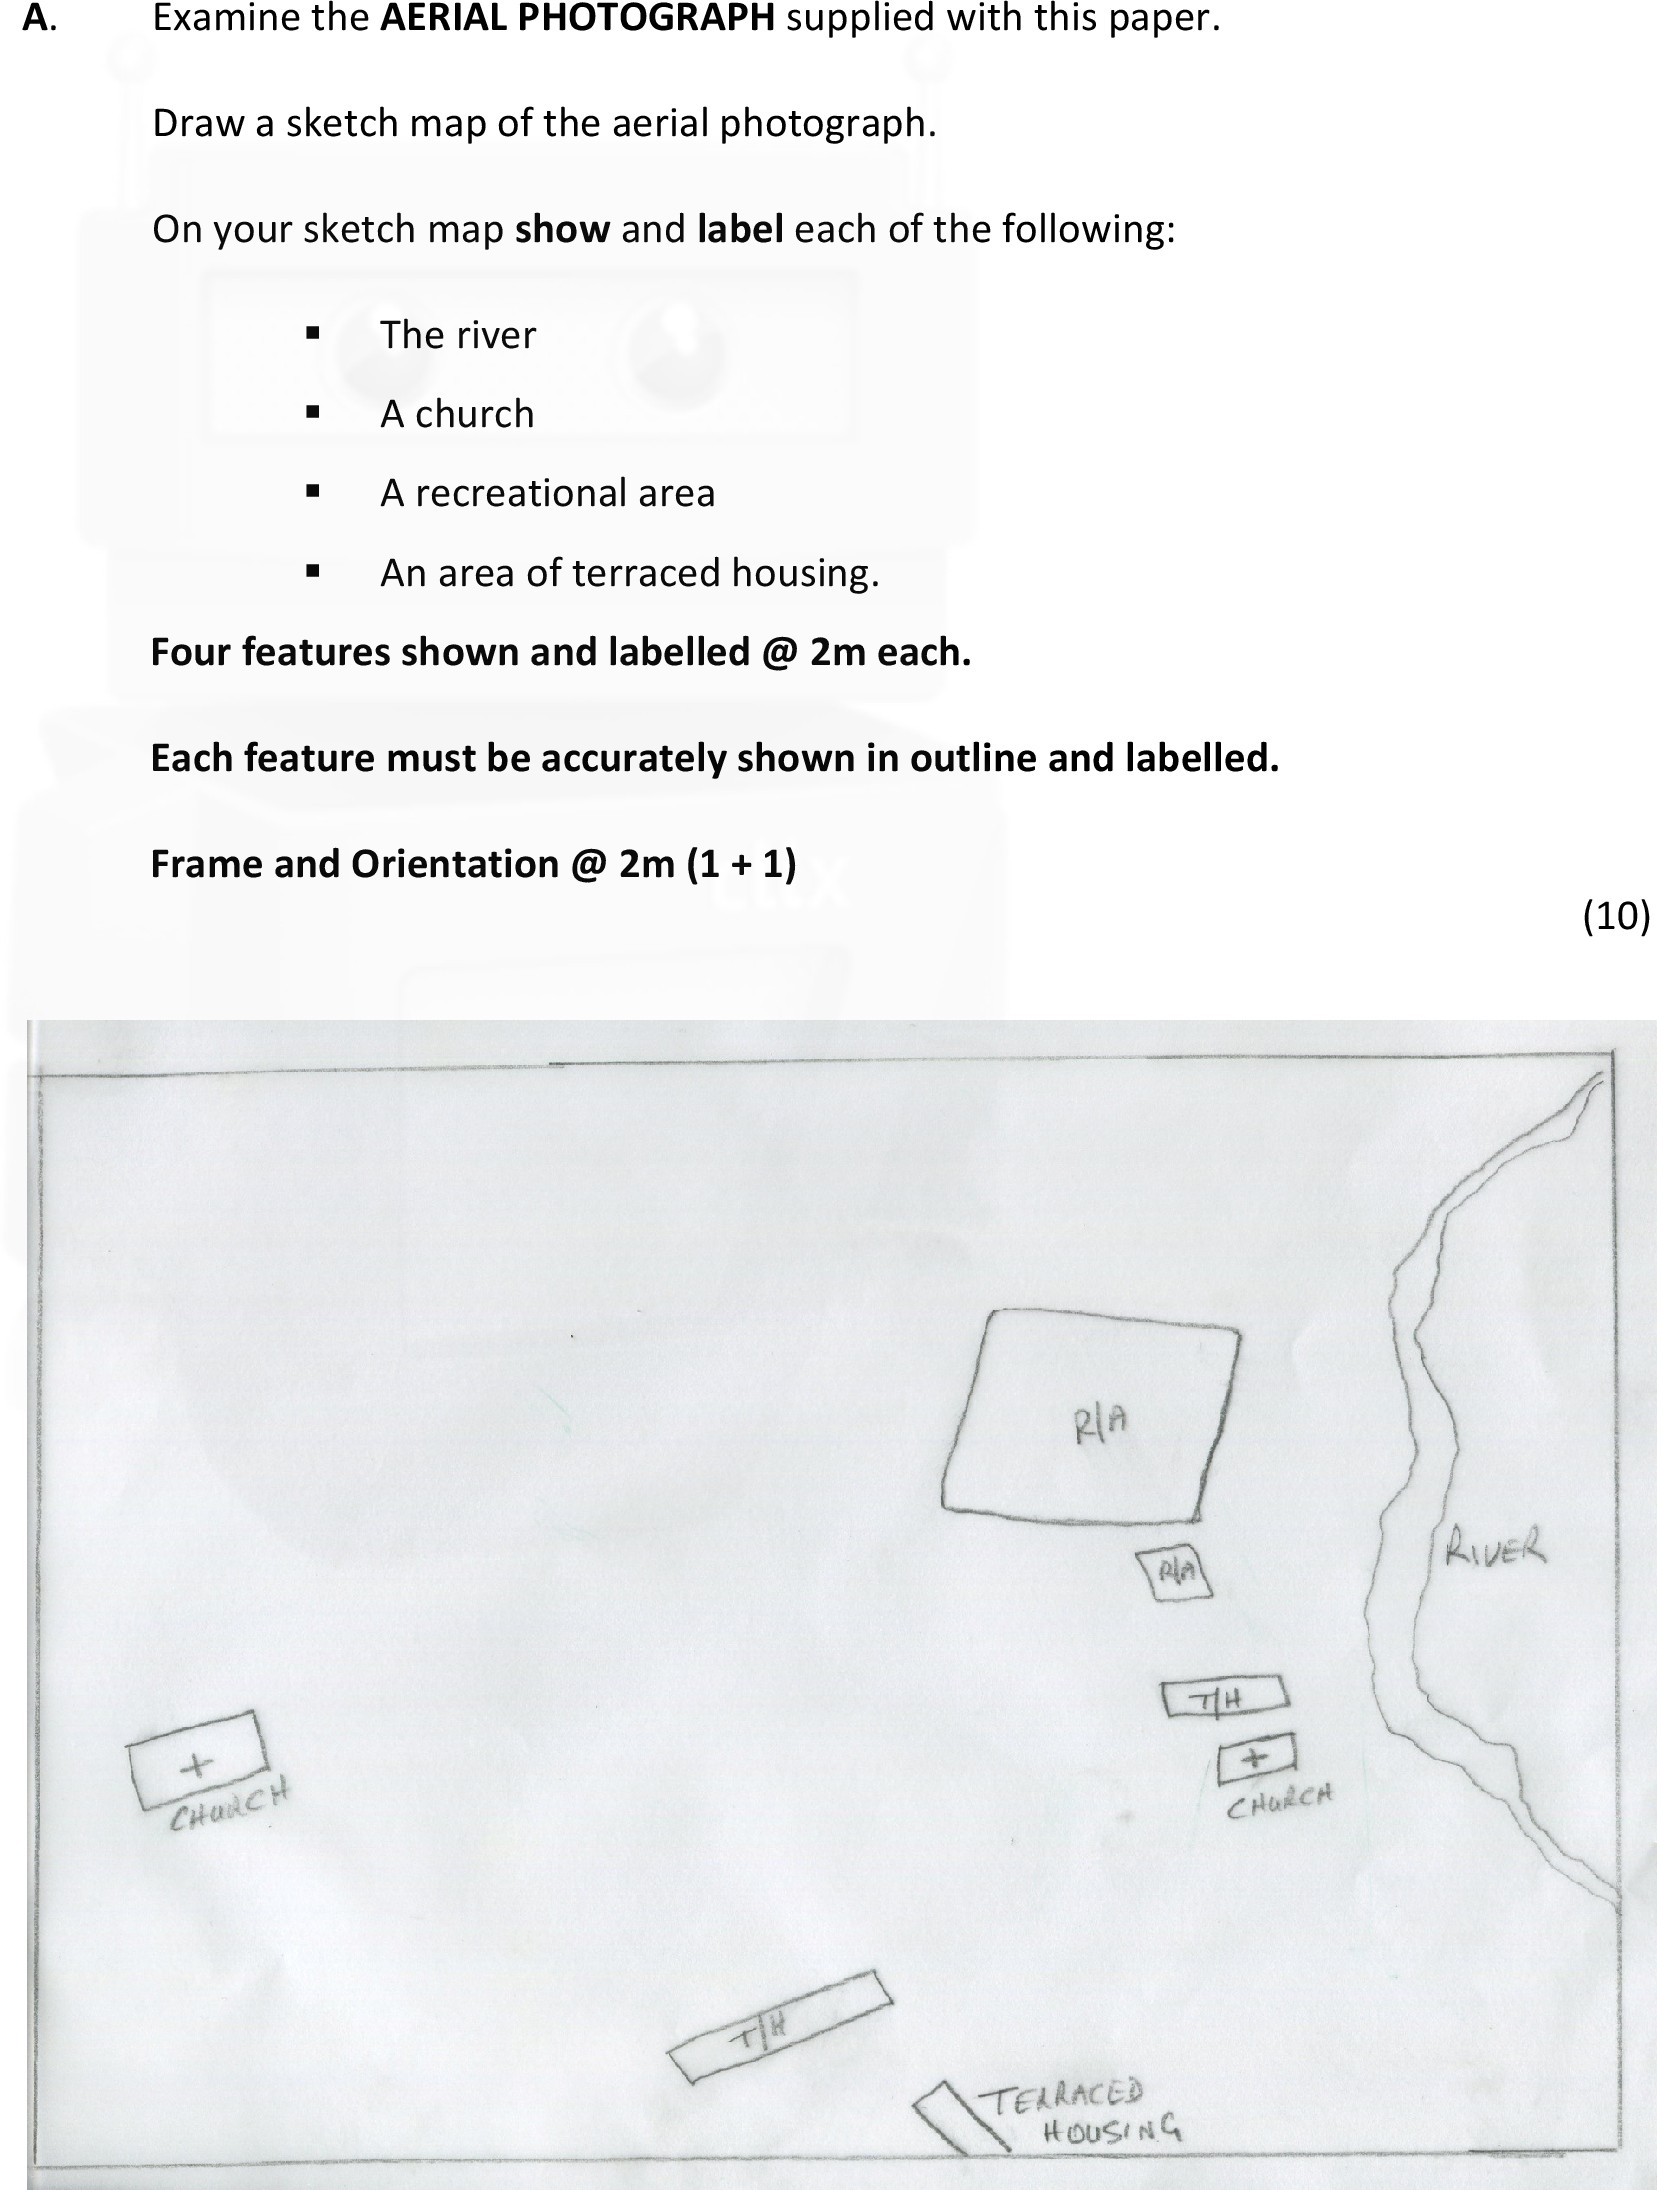 A. Examine the AERIAL PHOTOGRAPH supplied with this paper.
Draw a sketch map of the aerial photograph.
On your sketch map show and label each of the following:
▪ The river
▪ A church
▪ A recreational area
▪ An area of terraced housing.
Four features shown and labelled @ 2m each.
Each feature must be accurately shown in outline and labelled.
Frame and Orientation @ 2m (1 + 1)
(10)
R/A
RIVER
R/A
T/H
+
CHURCH
+
CHURCH
T/H
TERRACED
HOUSING